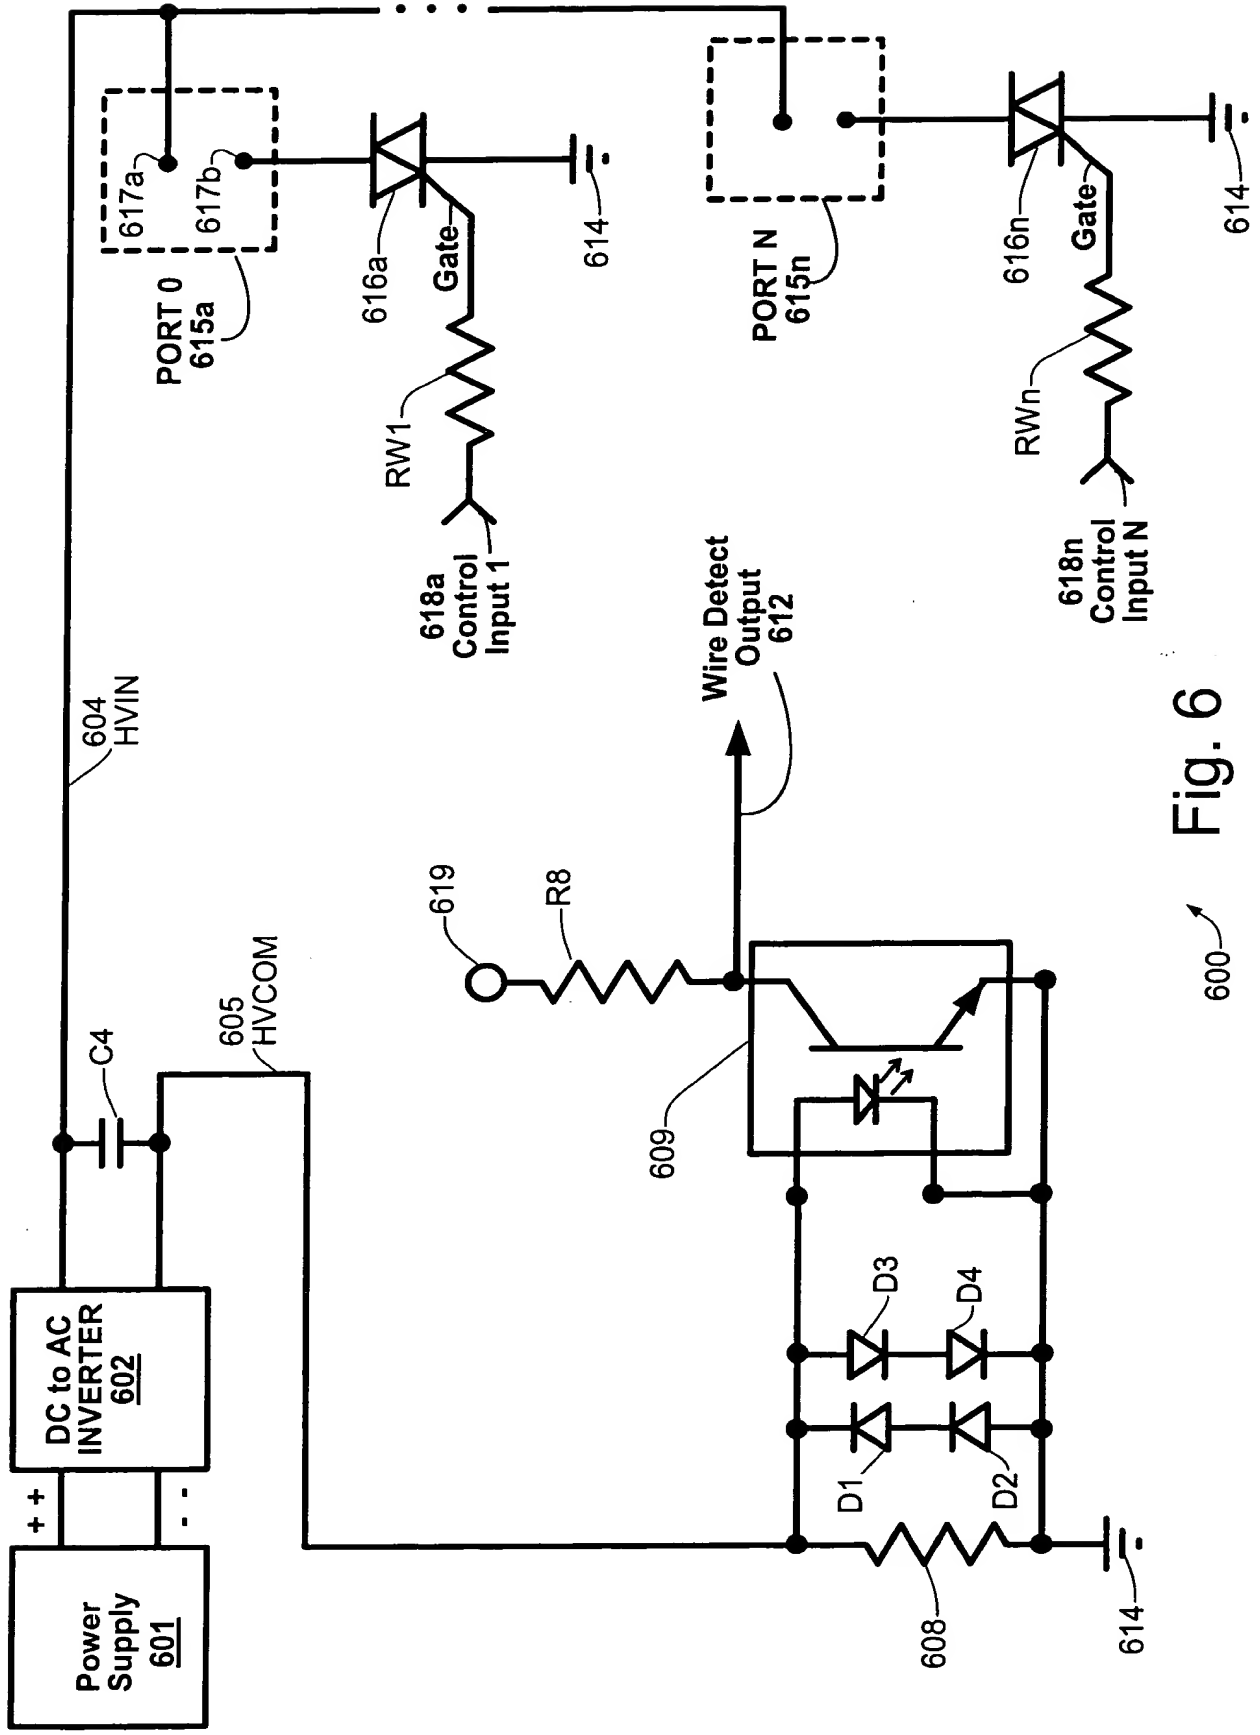 Power
Supply
601
+ +
- -
DC to AC
INVERTER
602
C4
604
HVIN
605
HVCOM
617a
617b
PORT 0
615a
616a
Gate
RW1
618a
Control
Input 1
614
PORT N
615n
616n
Gate
RWn
618n
Control
Input N
614
619
R8
Wire Detect
Output
612
609
D1
D2
D3
D4
608
614
600
Fig. 6